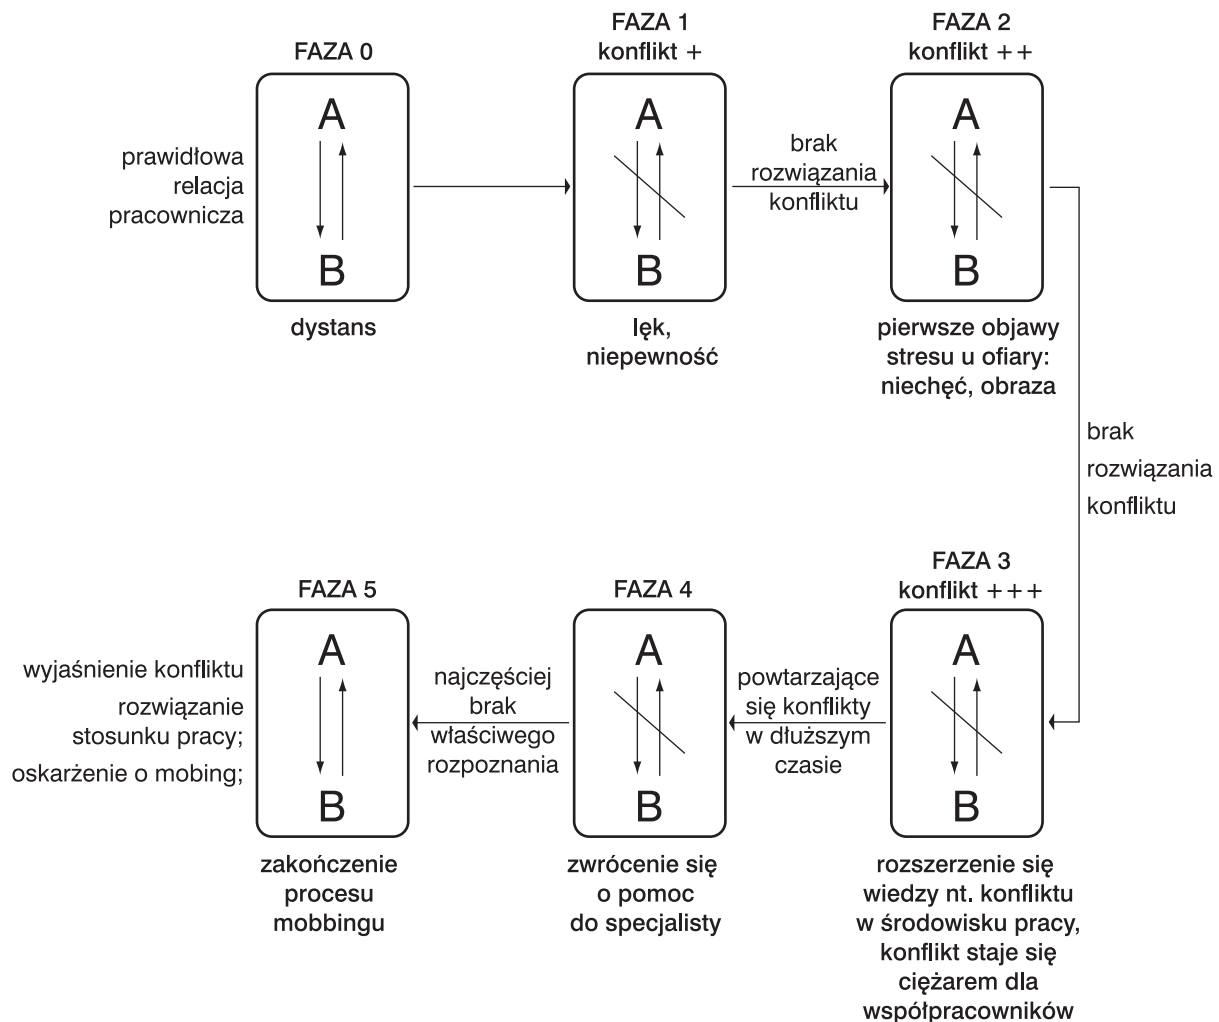 FAZA 0
prawidłowa
relacja
pracownicza
A
B
dystans
FAZA 1
konflikt +
A
B
lęk,
niepewność
brak
rozwiązania
konfliktu
FAZA 2
konflikt ++
A
B
pierwsze objawy
stresu u ofiary:
niechęć, obraza
brak
rozwiązania
konfliktu
FAZA 3
konflikt +++
A
B
rozszerzenie się
wiedzy nt. konfliktu
w środowisku pracy,
konflikt staje się
ciężarem dla
współpracowników
powtarzające
się konflikty
w dłuższym
czasie
FAZA 4
A
B
zwrócenie się
o pomoc
do specjalisty
najczęściej
brak
właściwego
rozpoznania
FAZA 5
A
B
zakończenie
procesu
mobbingu
wyjaśnienie konfliktu
rozwiązanie
stosunku pracy;
oskarżenie o mobing;